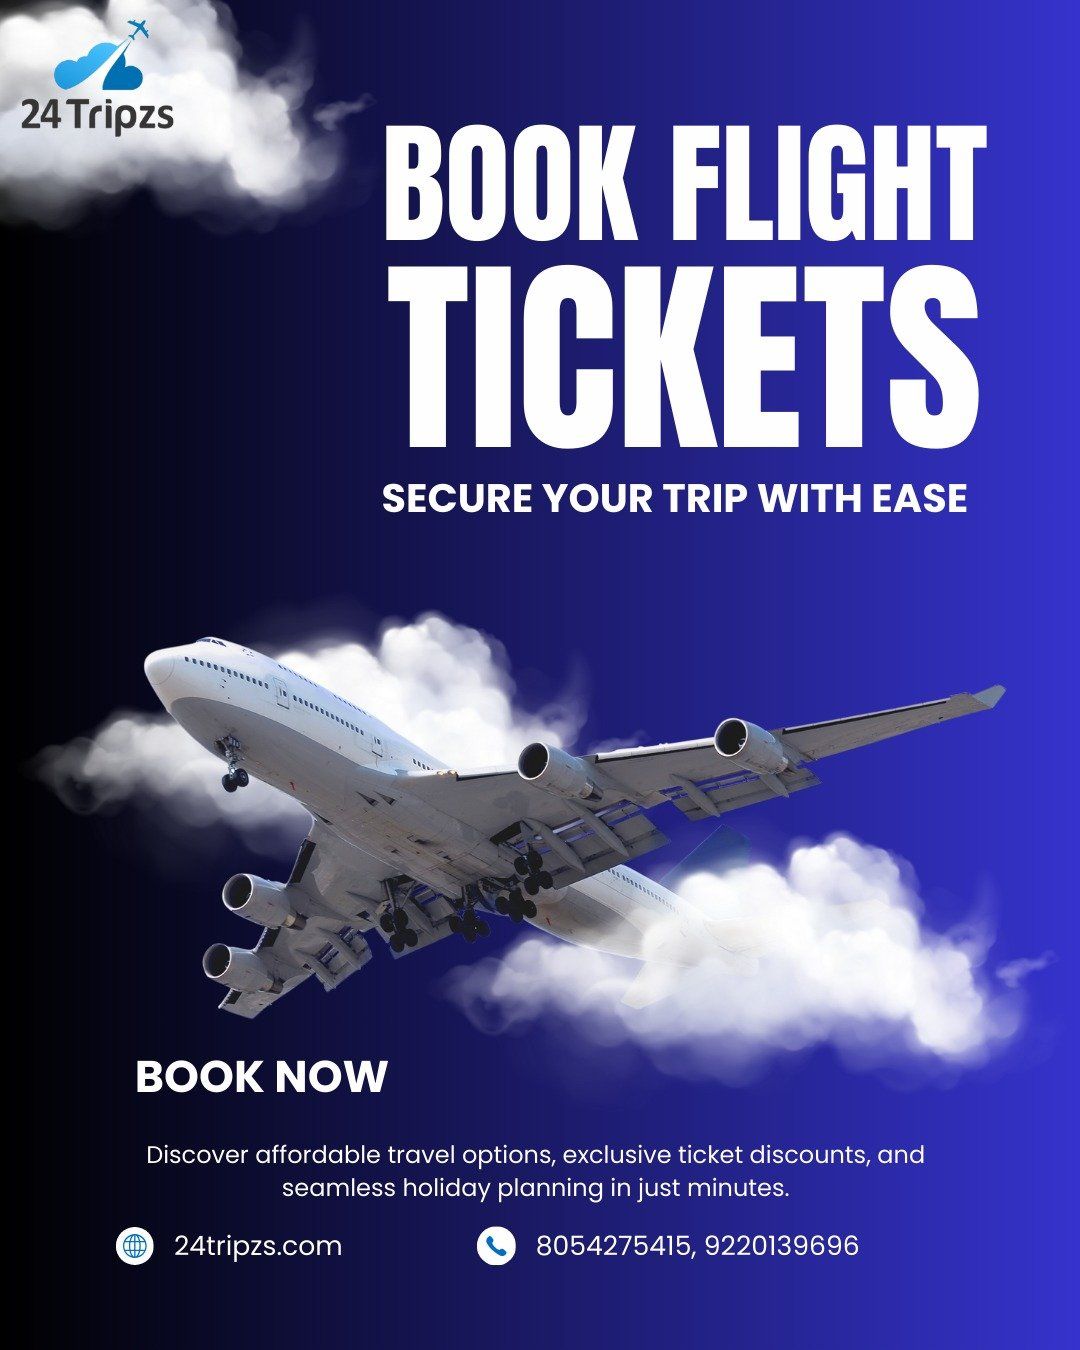 24 Tripzs
BOOK FLIGHT
TICKETS
SECURE YOUR TRIP WITH EASE
BOOK NOW
Discover affordable travel options, exclusive ticket discounts, and
seamless holiday planning in just minutes.
24tripzs.com
8054275415, 9220139696